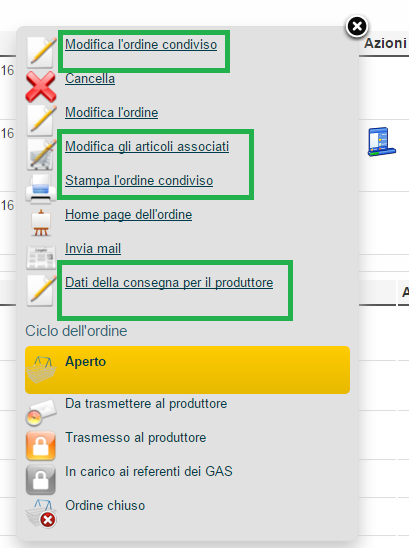 Azioni
Modifica l'ordine condiviso
16
Cancella
Modifica l'ordine
16
Modifica gli articoli associati
Stampa l'ordine condiviso
16
Home page dell'ordine
Invia mail
Dati della consegna per il produttore
A
Ciclo dell'ordine
Aperto
Da trasmettere al produttore
Trasmesso al produttore
In carico ai referenti dei GAS
Ordine chiuso